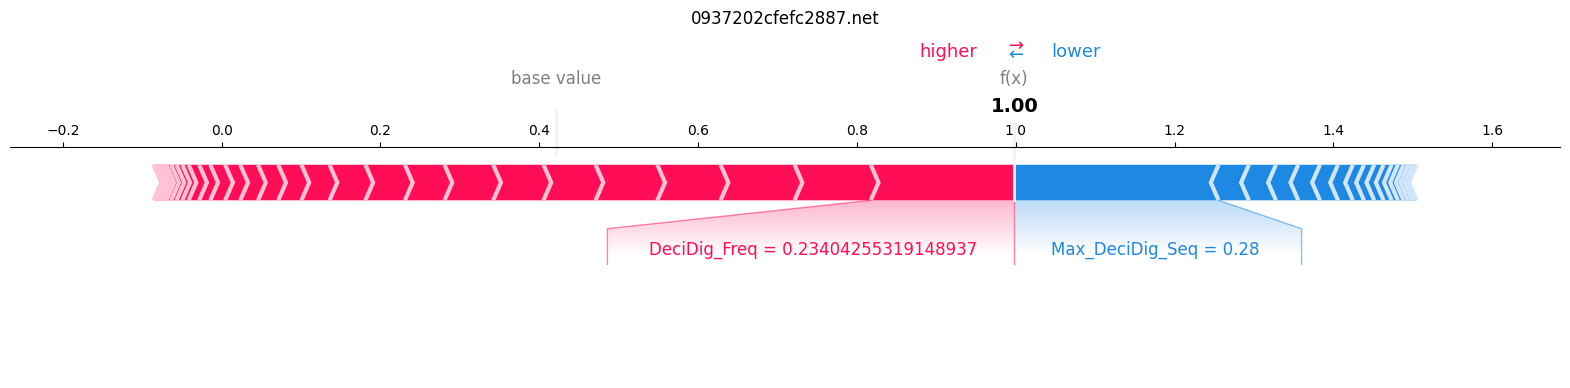 0937202cfefc2887.net
higher ⇄ lower
base value
f(x)
1.00
−0.2 0.0 0.2 0.4 0.6 0.8 1.0 1.2 1.4 1.6
DeciDig_Freq = 0.23404255319148937
Max_DeciDig_Seq = 0.28